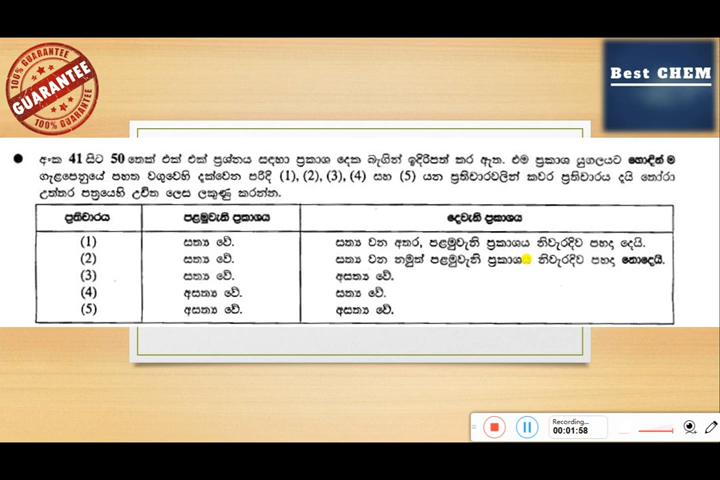 100% GUARANTEE
GUARANTEE
100% GUARANTEE
Best CHEM
● අංක 41 සිට 50 තෙක් එක් එක් ප්‍රශ්නය සඳහා ප්‍රකාශ දෙක බැගින් ඉදිරිපත් කර ඇත. එම ප්‍රකාශ යුගලයට හොඳින් ම
ගැළපෙනුයේ පහත වගුවෙහි දැක්වෙන පරිදි (1), (2), (3), (4) සහ (5) යන ප්‍රතිචාරවලින් කවර ප්‍රතිචාරය දැයි තෝරා
උත්තර පත්‍රයෙහි උචිත ලෙස ලකුණු කරන්න.
ප්‍රතිචාරය පළමුවැනි ප්‍රකාශය දෙවැනි ප්‍රකාශය
(1) සත්‍ය වේ. සත්‍ය වන අතර, පළමුවැනි ප්‍රකාශය නිවැරදිව පහදා දෙයි.
(2) සත්‍ය වේ. සත්‍ය වන නමුත් පළමුවැනි ප්‍රකාශය නිවැරදිව පහදා නොදෙයි.
(3) සත්‍ය වේ. අසත්‍ය වේ.
(4) අසත්‍ය වේ. සත්‍ය වේ.
(5) අසත්‍ය වේ. අසත්‍ය වේ.
Recording...
00:01:58